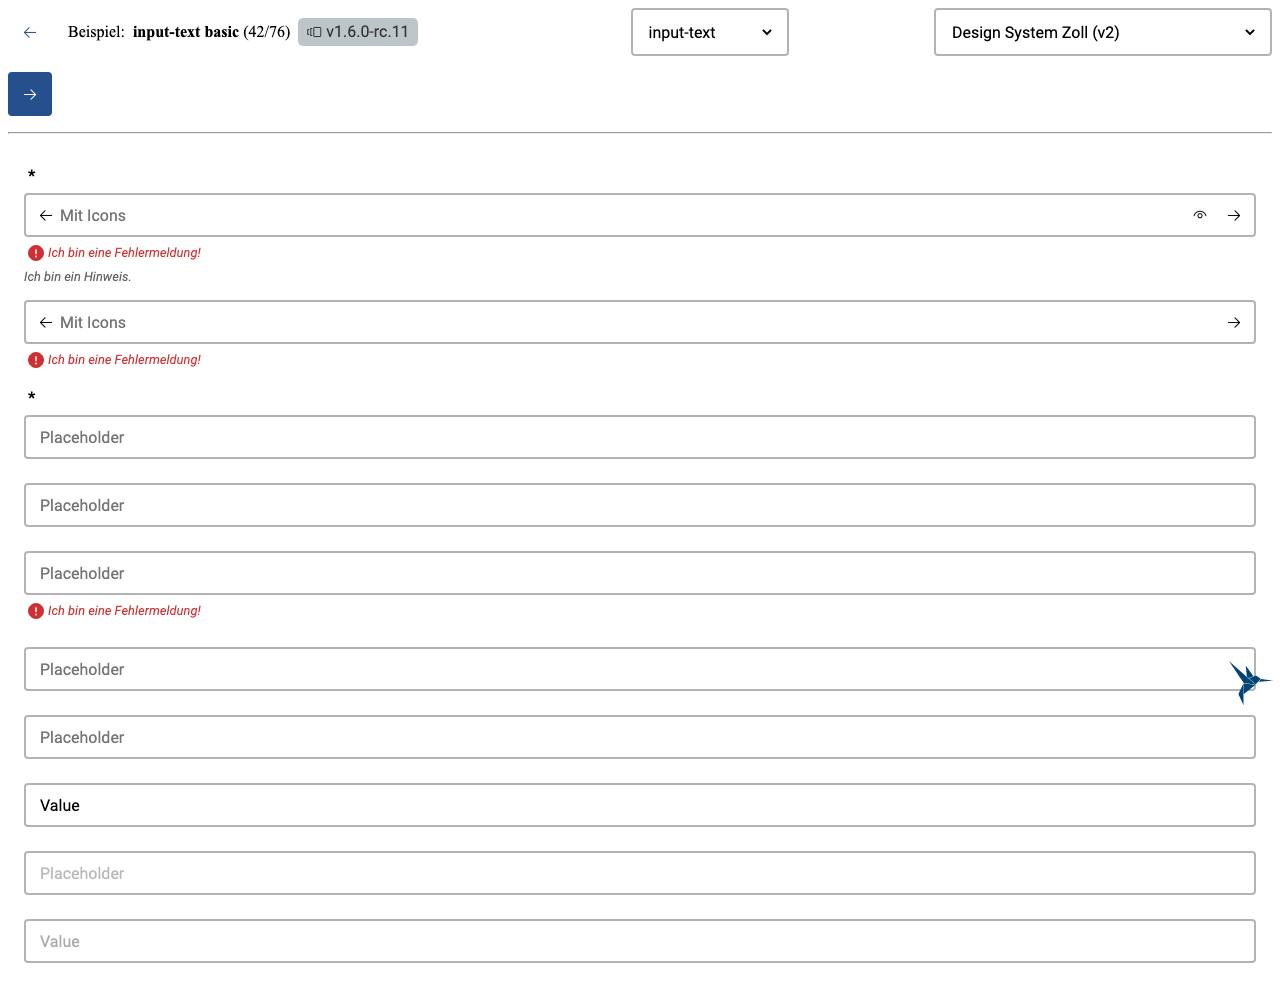 Beispiel: input-text basic (42/76) v1.6.0-rc.11 input-text Design System Zoll (v2)
*
Mit Icons
Ich bin eine Fehlermeldung!
Ich bin ein Hinweis.
Mit Icons
Ich bin eine Fehlermeldung!
*
Placeholder
Placeholder
Placeholder
Ich bin eine Fehlermeldung!
Placeholder
Placeholder
Value
Placeholder
Value